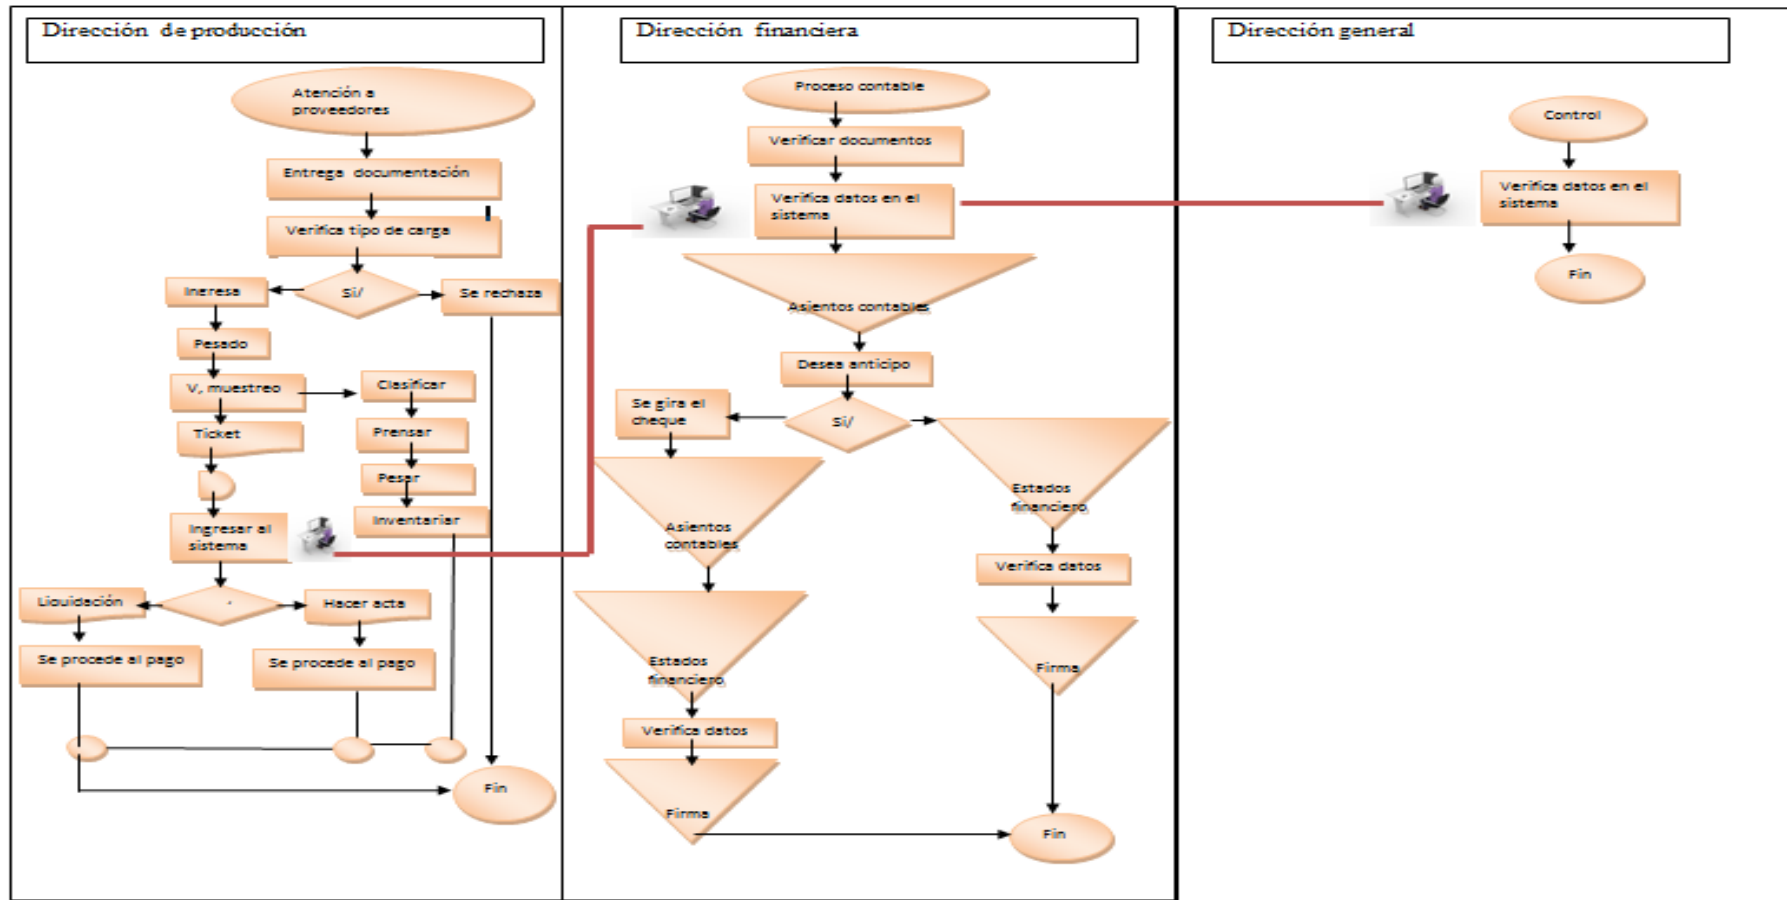 Dirección de producción
Atención a
proveedores
Entrega documentación
Verifica tipo de carga
Si/
Ingresa
Se rechaza
Pesado
V, muestreo
Clasificar
Ticket
Prensar
Pesar
Ingresar al
sistema
Inventariar
Liquidación
Hacer acta
Se procede al pago
Se procede al pago
Fin
Dirección financiera
Proceso contable
Verificar documentos
Verifica datos en el
sistema
Asientos contables
Desea anticipo
Si/
Se gira el
cheque
Asientos
contables
Estados
financiero
Verifica datos
Firma
Estados
financiero
Verifica datos
Firma
Fin
Dirección general
Control
Verifica datos en el
sistema
Fin